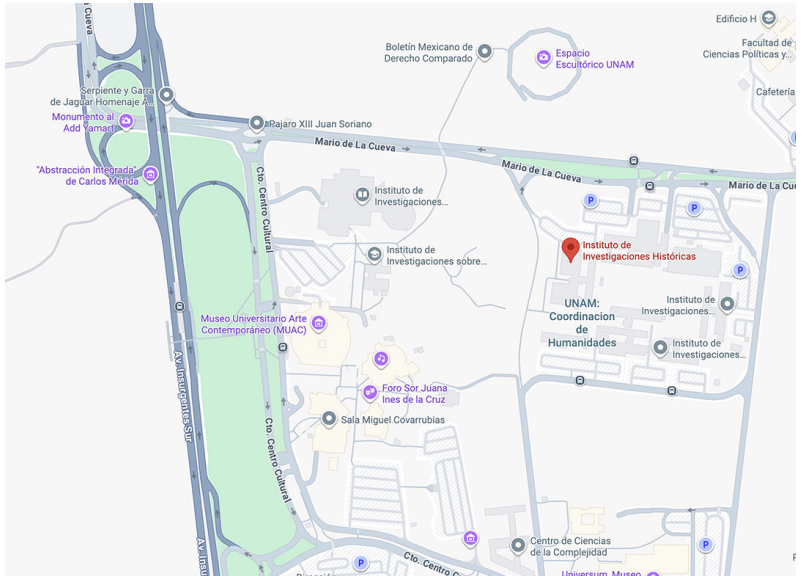 a Cueva
Edificio H
Facultad de
Ciencias Políticas y...
Cafetería
Boletín Mexicano de
Derecho Comparado
Espacio
Escultórico UNAM
Serpiente y Garra
de Jaguar Homenaje A...
Monumento al
Add Yamart
Pajaro XIII Juan Soriano
Mario de La Cueva
Mario de La Cueva
Mario de La Cue
"Abstracción Integrada"
de Carlos Mérida
Cto. Centro Cultural
Instituto de
Investigaciones...
P
P
P
Instituto de
Investigaciones sobre...
Instituto de
Investigaciones Históricas
UNAM:
Coordinacion
de
Humanidades
Instituto de
Investigaciones...
Instituto de
Investigaciones...
Museo Universitario Arte
Contemporáneo (MUAC)
Av. Insurgentes Sur
Foro Sor Juana
Ines de la Cruz
Sala Miguel Covarrubias
Cto. Centro Cultural
Av. Insu
Centro de Ciencias
de la Complejidad
P
P
Cto. Centro
Universum, Museo